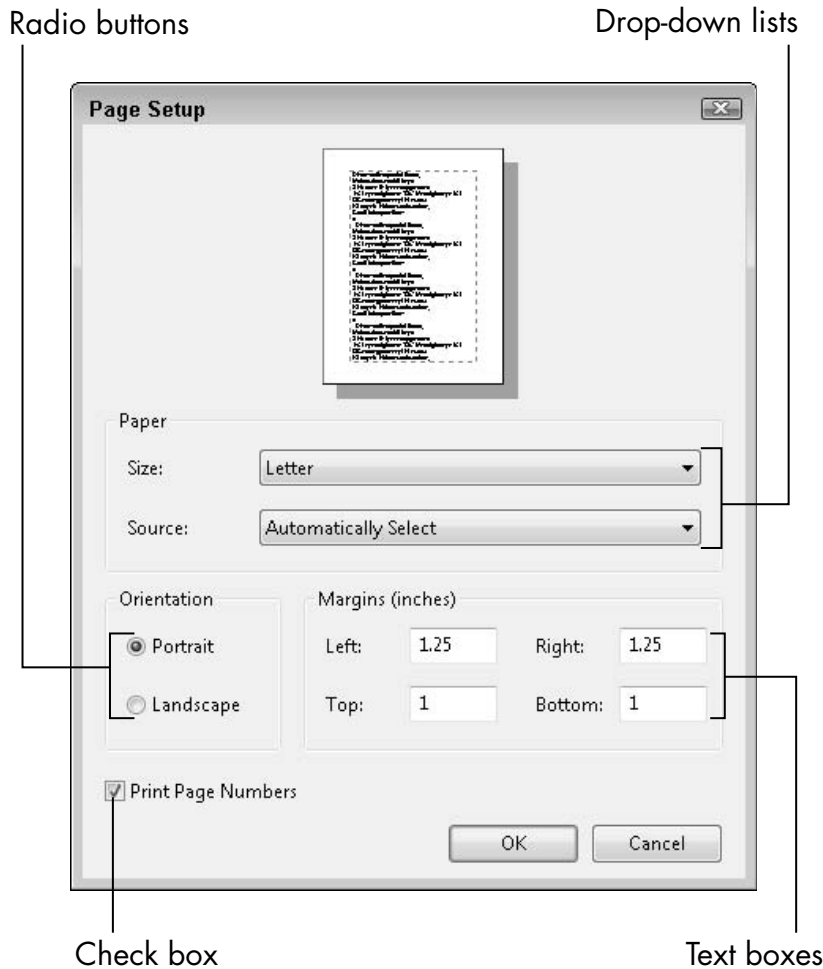 Radio buttons
Drop-down lists
Page Setup
Paper
Size: Letter
Source: Automatically Select
Orientation
Margins (inches)
Portrait
Left: 1.25 Right: 1.25
Landscape
Top: 1 Bottom: 1
Print Page Numbers
OK Cancel
Check box
Text boxes